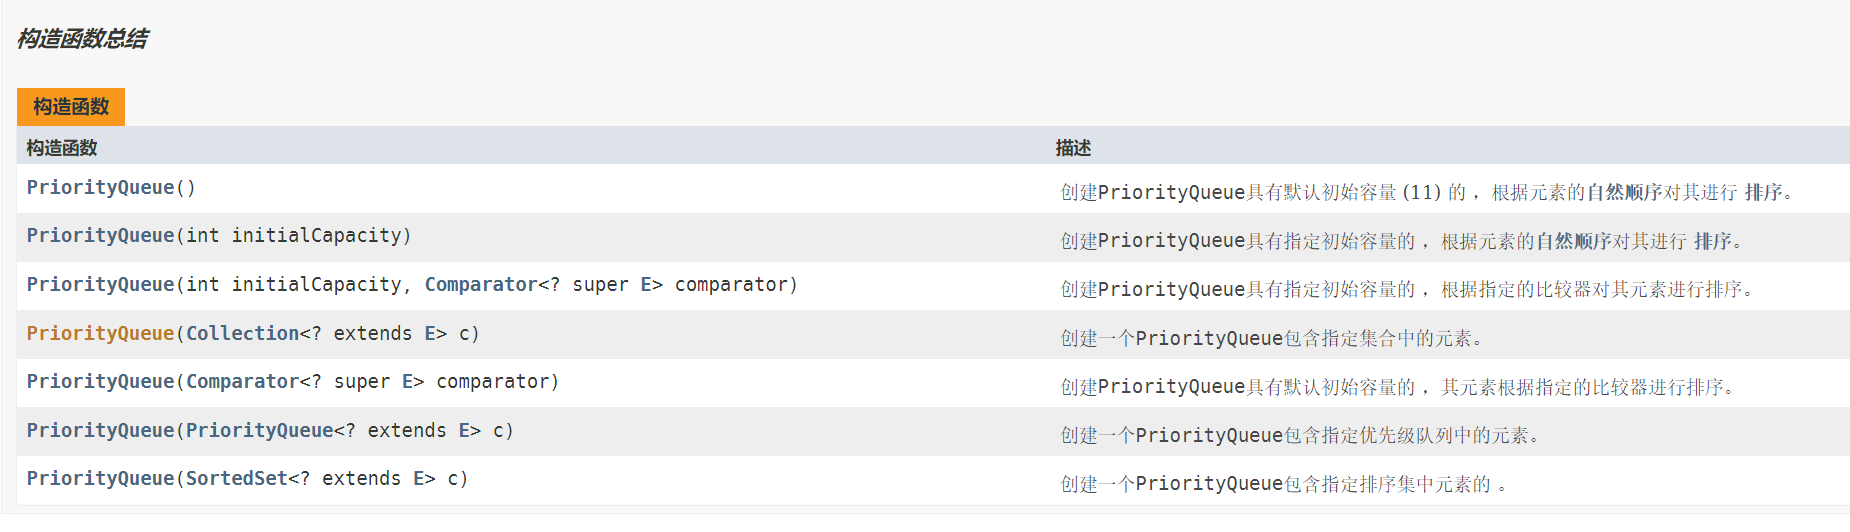 构造函数总结
构造函数
构造函数 描述
PriorityQueue() 创建PriorityQueue具有默认初始容量 (11) 的 ，根据元素的自然顺序对其进行 排序。
PriorityQueue(int initialCapacity) 创建PriorityQueue具有指定初始容量的 ，根据元素的自然顺序对其进行 排序。
PriorityQueue(int initialCapacity, Comparator<? super E> comparator) 创建PriorityQueue具有指定初始容量的 ，根据指定的比较器对其元素进行排序。
PriorityQueue(Collection<? extends E> c) 创建一个PriorityQueue包含指定集合中的元素。
PriorityQueue(Comparator<? super E> comparator) 创建PriorityQueue具有默认初始容量的 ，其元素根据指定的比较器进行排序。
PriorityQueue(PriorityQueue<? extends E> c) 创建一个PriorityQueue包含指定优先级队列中的元素。
PriorityQueue(SortedSet<? extends E> c) 创建一个PriorityQueue包含指定排序集中元素的 。